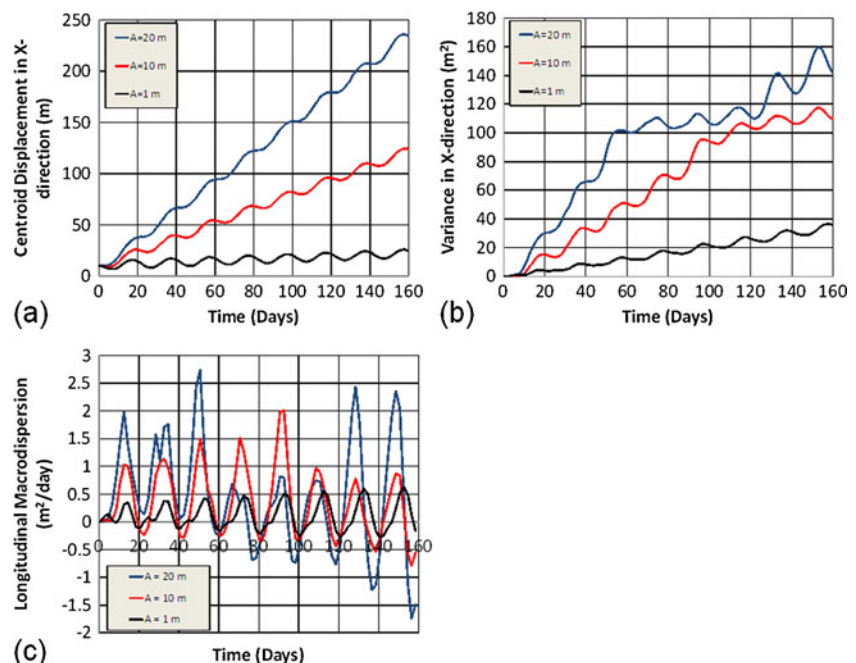 Centroid Displacement in X-
direction (m)
250
200
150
100
50
0
A=20 m
A=10 m
A=1 m
0 20 40 60 80 100 120 140 160
(a)
Time (Days)
Variance in X-direction (m²)
180
160
140
120
100
80
60
40
20
0
A=20 m
A=10 m
A=1 m
0 20 40 60 80 100 120 140 160
(b)
Time (Days)
Longitudinal Macrodispersion
(m²/day)
3
2.5
2
1.5
1
0.5
0
-0.5
-1
-1.5
-2
0 20 40 60 80 100 120 140 160
A = 20 m
A = 10 m
A = 1 m
(c)
Time (Days)